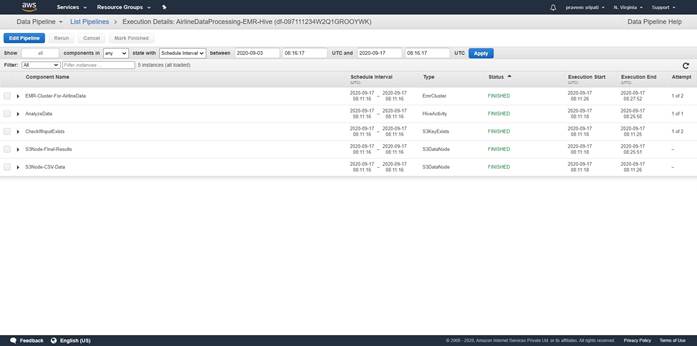 aws Services Resource Groups praveen sripati N. Virginia Support
Data Pipeline List Pipelines Execution Details: AirlineDataProcessing-EMR-Hive (df-097111234W2Q1GROOYWK) Data Pipeline Help
Edit Pipeline Rerun Cancel Mark Finished
Show all components in any state with Schedule Interval between 2020-09-03 08:16:17 UTC and 2020-09-17 08:16:17 UTC Apply
Filter: All Filter instances ... 5 instances (all loaded)
Component Name Schedule Interval (UTC) Type Status Execution Start (UTC) Execution End (UTC) Attempt
EMR-Cluster-For-AirlineData 2020-09-17 08:11:16 – 2020-09-17 08:11:16 EmrCluster FINISHED 2020-09-17 08:11:26 2020-09-17 08:27:52 1 of 2
AnalyzeData 2020-09-17 08:11:16 – 2020-09-17 08:11:16 HiveActivity FINISHED 2020-09-17 08:11:18 2020-09-17 08:25:50 1 of 1
CheckIfInputExists 2020-09-17 08:11:16 – 2020-09-17 08:11:16 S3KeyExists FINISHED 2020-09-17 08:11:18 2020-09-17 08:11:25 1 of 2
S3Node-Final-Results 2020-09-17 08:11:16 – 2020-09-17 08:11:16 S3DataNode FINISHED 2020-09-17 08:11:18 2020-09-17 08:25:51 –
S3Node-CSV-Data 2020-09-17 08:11:16 – 2020-09-17 08:11:16 S3DataNode FINISHED 2020-09-17 08:11:18 2020-09-17 08:11:26 –
Feedback English (US) © 2008 - 2020, Amazon Internet Services Private Ltd. or its affiliates. All rights reserved. Privacy Policy Terms of Use